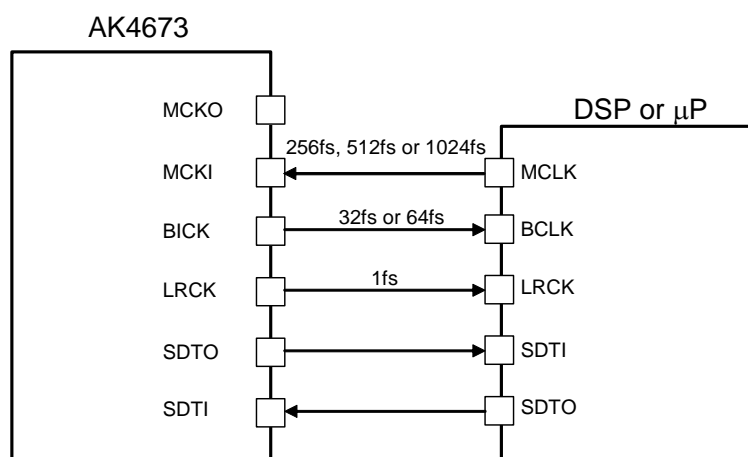 AK4673
DSP or μP
MCKO
256fs, 512fs or 1024fs
MCKI
MCLK
32fs or 64fs
BICK
BCLK
1fs
LRCK
LRCK
SDTO
SDTI
SDTI
SDTO